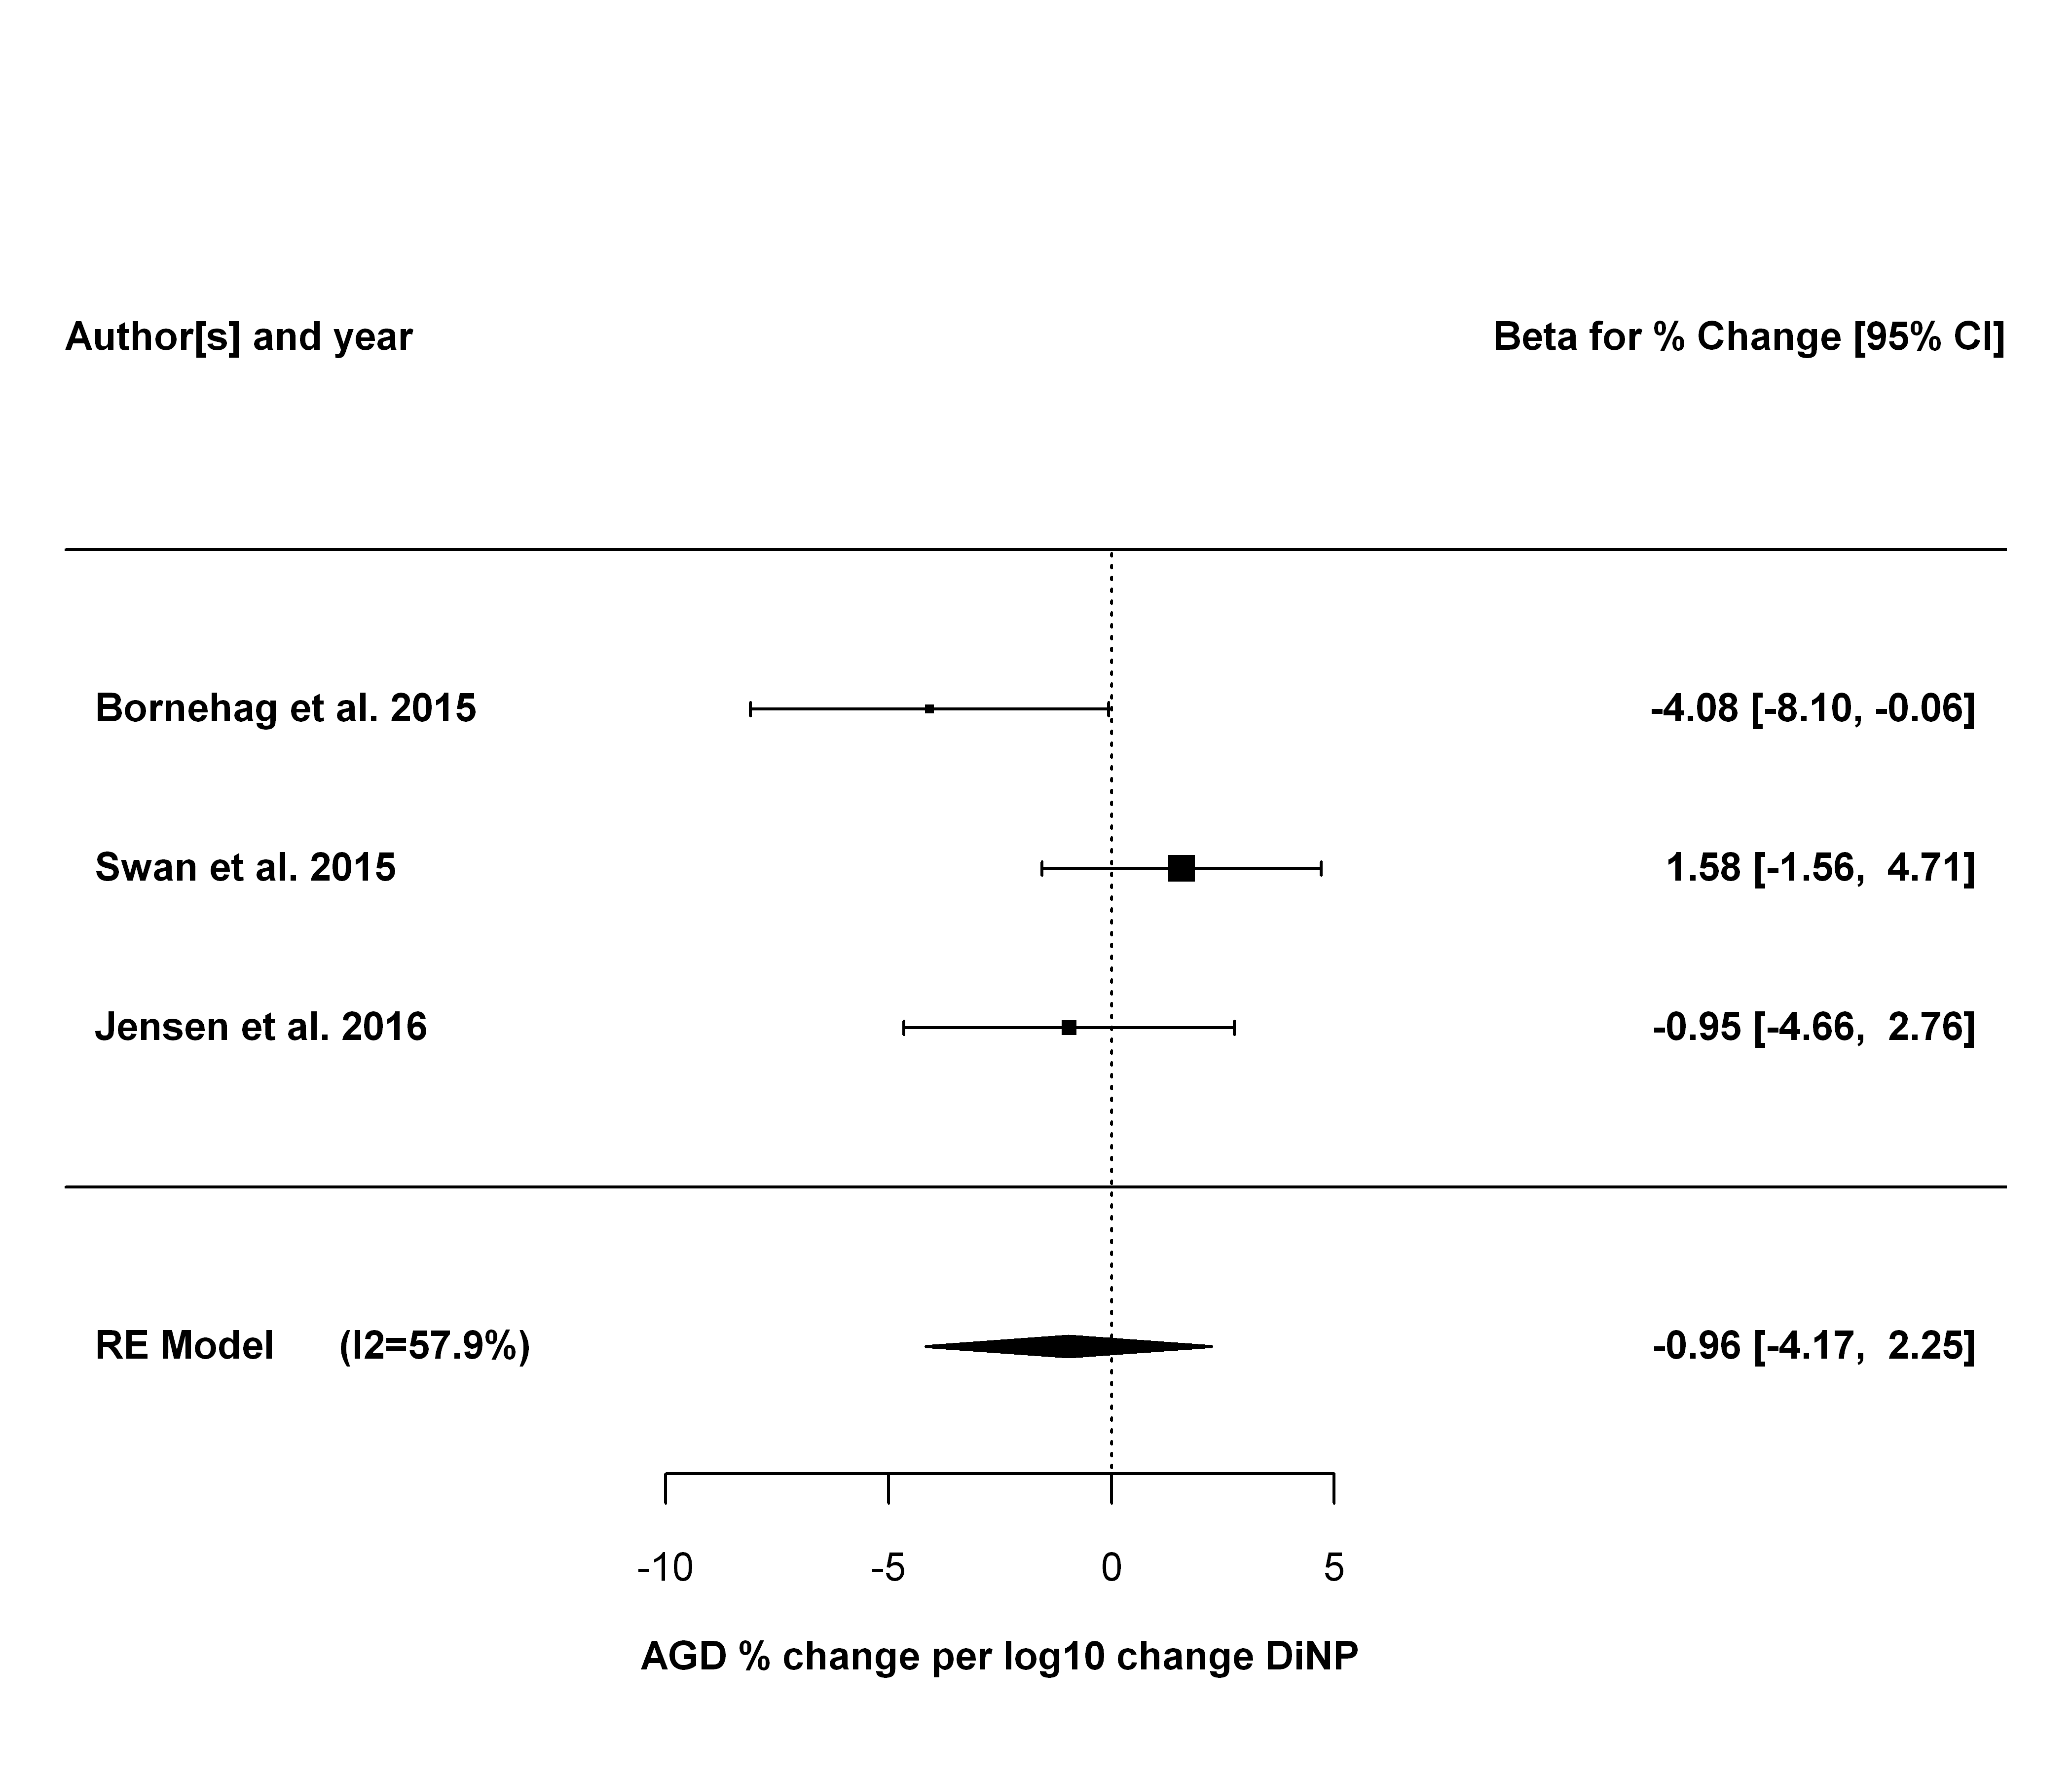 Author[s] and year Beta for % Change [95% CI]
Bornehag et al. 2015 -4.08 [-8.10, -0.06]
Swan et al. 2015 1.58 [-1.56, 4.71]
Jensen et al. 2016 -0.95 [-4.66, 2.76]
RE Model (I2=57.9%) -0.96 [-4.17, 2.25]
-10 -5 0 5
AGD % change per log10 change DiNP